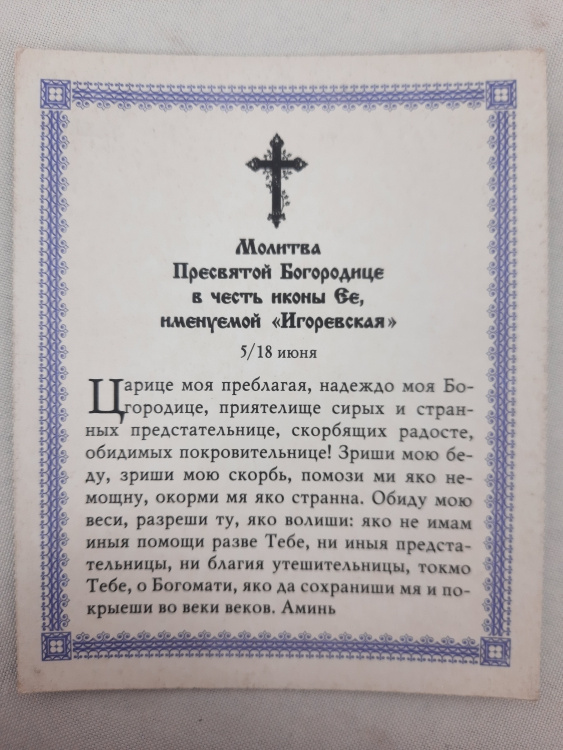 Молитва
Пресвятой Богородице
в честь иконы Ее,
именуемой «Игоревская»
5/18 июня
Царице моя преблагая, надеждо моя Бо-
городице, приятелище сирых и стран-
ных предстательнице, скорбящих радосте,
обидимых покровительнице! Зриши мою бе-
ду, зриши мою скорбь, помози ми яко не-
мощну, окорми мя яко странна. Обиду мою
веси, разреши ту, яко волиши: яко не имам
иныя помощи разве Тебе, ни иныя предста-
тельницы, ни благия утешительницы, токмо
Тебе, о Богомати, яко да сохраниши мя и по-
крыеши во веки веков. Аминь